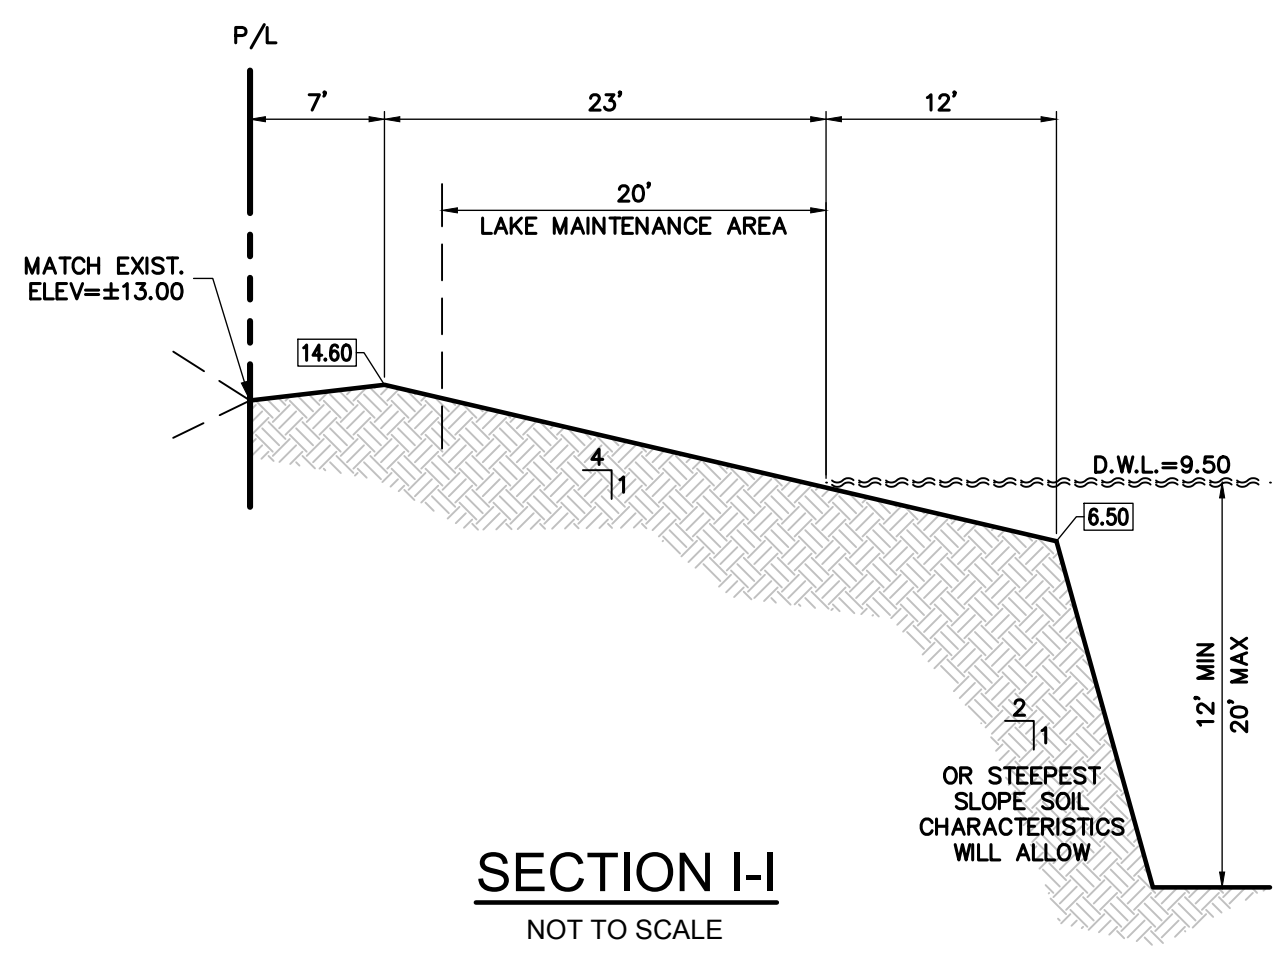 P/L
7'
23'
12'
20'
LAKE MAINTENANCE AREA
MATCH EXIST.
ELEV=±13.00
14.60
4
1
D.W.L.=9.50
6.50
12' MIN
20' MAX
2
1
OR STEEPEST
SLOPE SOIL
CHARACTERISTICS
WILL ALLOW
SECTION I-I
NOT TO SCALE